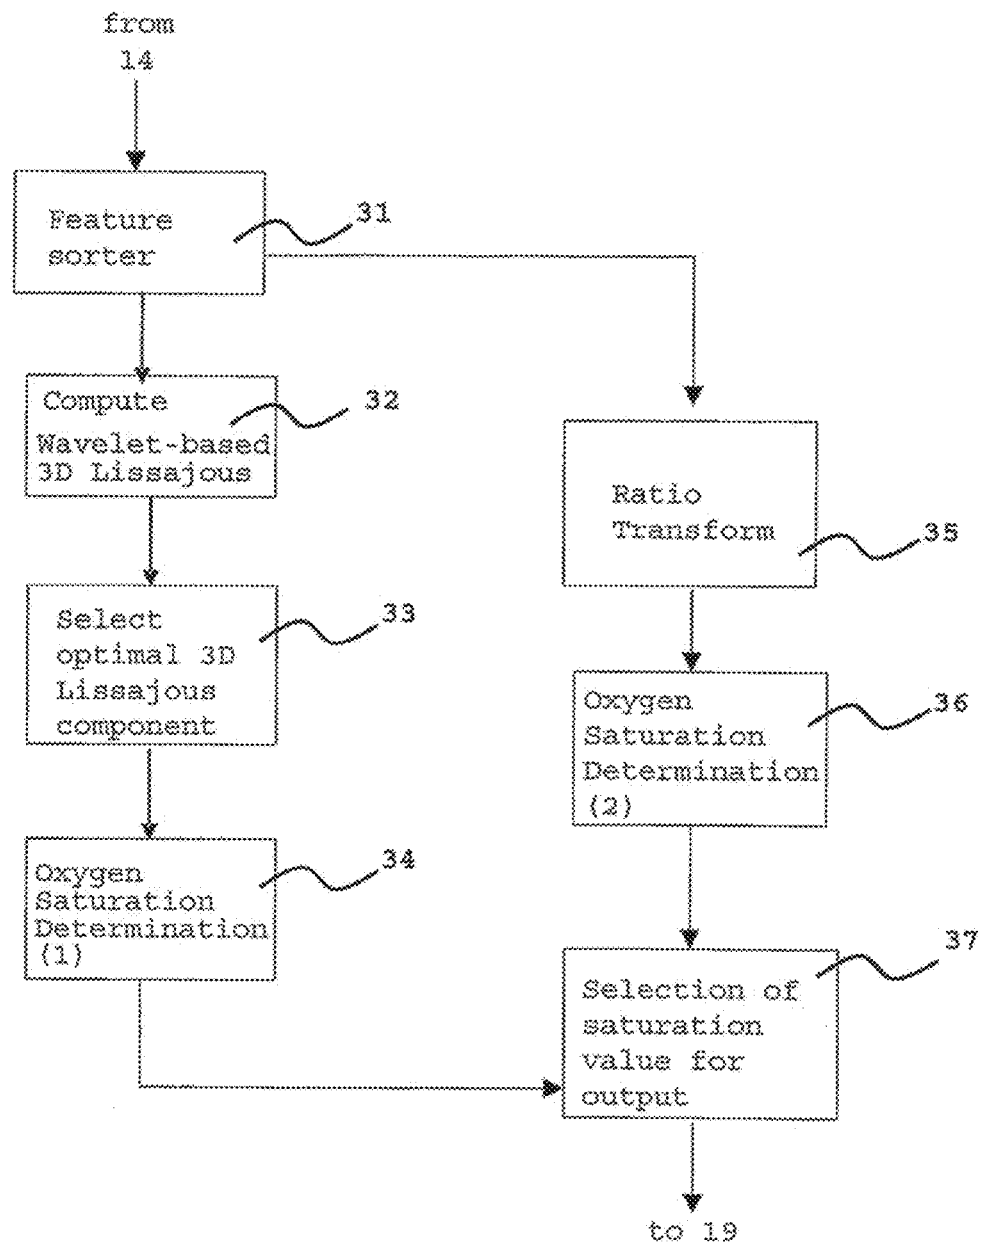 from
14
Feature
sorter
31
Compute
Wavelet-based
3D Lissajous
32
Select
optimal 3D
Lissajous
component
33
Oxygen
Saturation
Determination
(1)
34
Ratio
Transform
35
Oxygen
Saturation
Determination
(2)
36
Selection of
saturation
value for
output
37
to 19